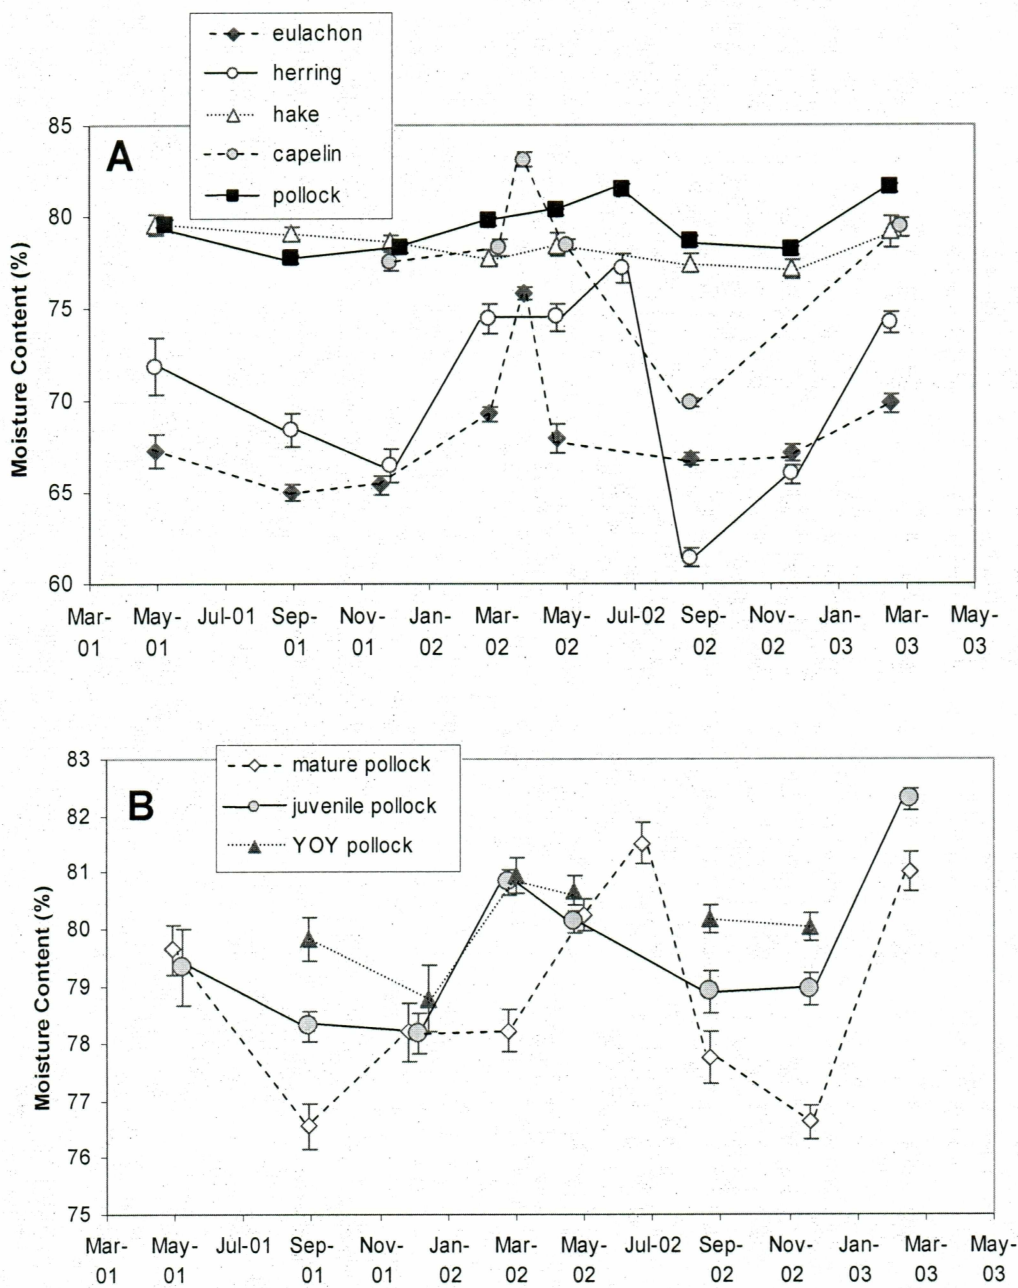 eulachon
herring
hake
capelin
pollock
A
85
80
75
70
65
60
Moisture Content (%)
Mar- May- Jul-01 Sep- Nov- Jan- Mar- May- Jul-02 Sep- Nov- Jan- Mar- May-
01 01 01 01 02 02 02 02 02 03 03 03
mature pollock
juvenile pollock
YOY pollock
B
83
82
81
80
79
78
77
76
75
Moisture Content (%)
Mar- May- Jul-01 Sep- Nov- Jan- Mar- May- Jul-02 Sep- Nov- Jan- Mar- May-
01 01 01 01 02 02 02 02 02 03 03 03